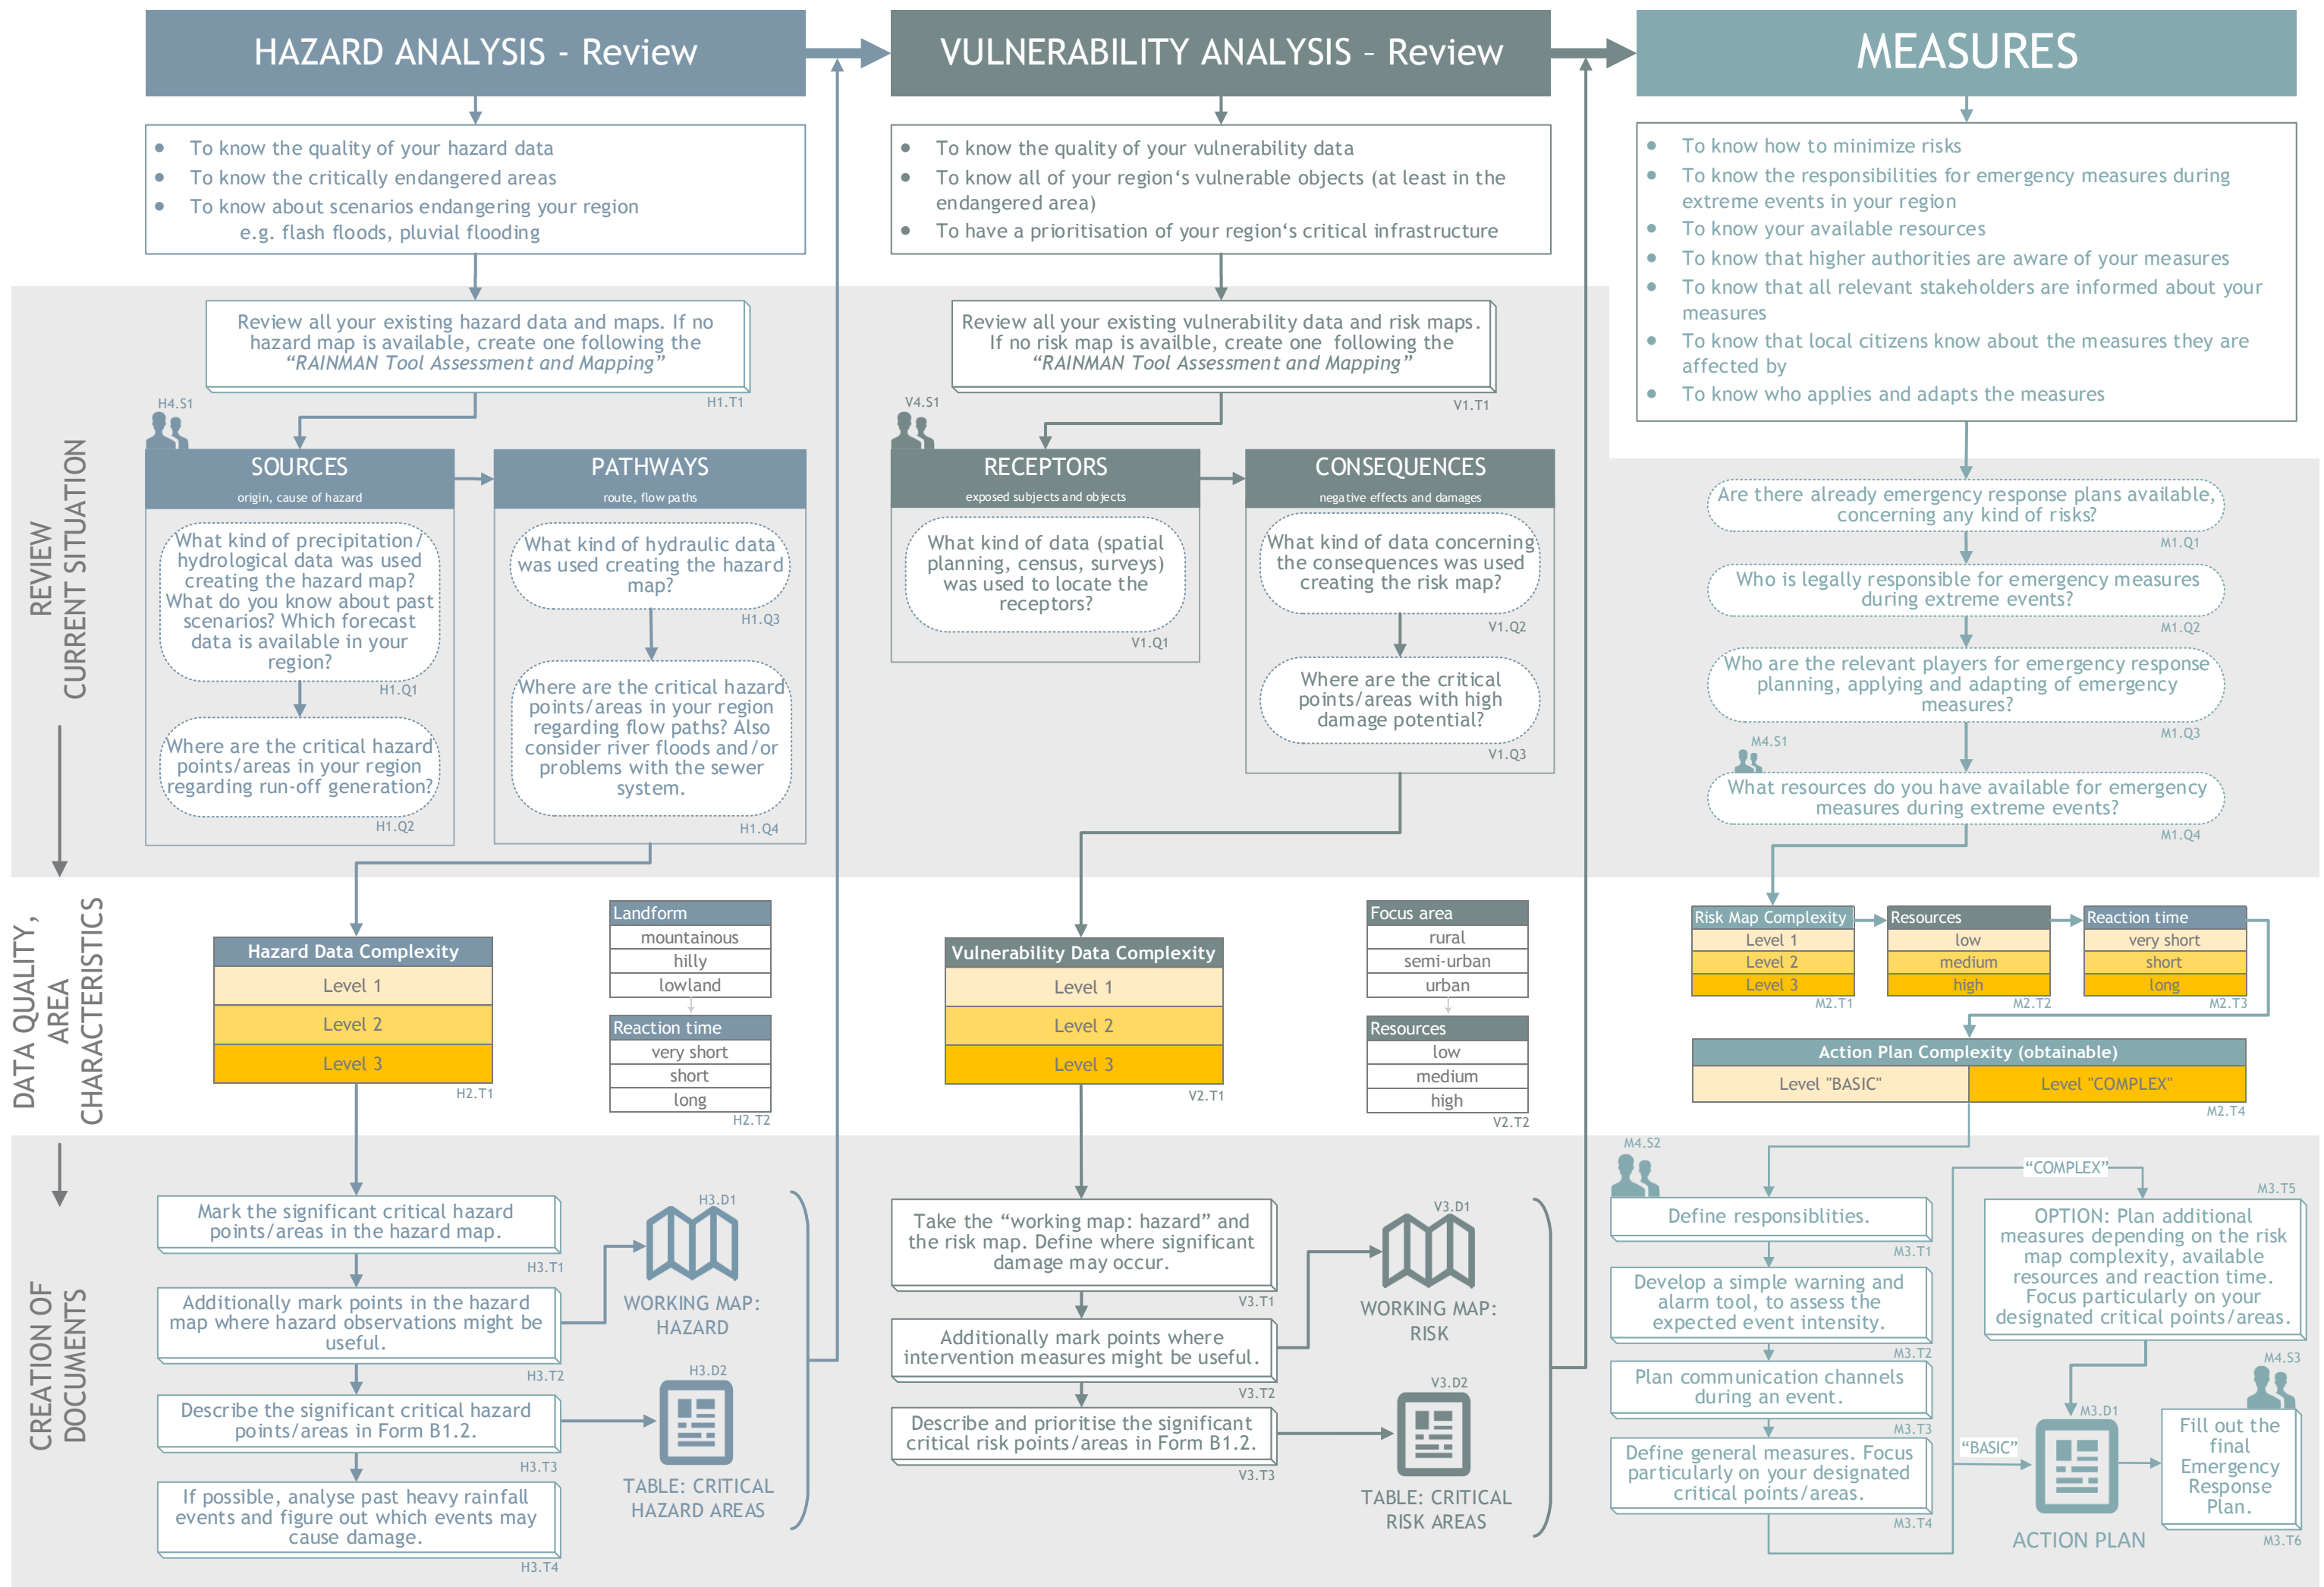 HAZARD ANALYSIS - Review
To know the quality of your hazard data
To know the critically endangered areas
To know about scenarios endangering your region
e.g. flash floods, pluvial flooding
Review all your existing hazard data and maps. If no
hazard map is available, create one following the
“RAINMAN Tool Assessment and Mapping”
H1.T1
H4.S1
SOURCES
origin, cause of hazard
What kind of precipitation/
hydrological data was used
creating the hazard map?
What do you know about past
scenarios? Which forecast
data is available in your
region?
H1.Q1
Where are the critical hazard
points/areas in your region
regarding run-off generation?
H1.Q2
PATHWAYS
route, flow paths
What kind of hydraulic data
was used creating the hazard
map?
H1.Q3
Where are the critical hazard
points/areas in your region
regarding flow paths? Also
consider river floods and/or
problems with the sewer
system.
H1.Q4
Hazard Data Complexity
Level 1
Level 2
Level 3
H2.T1
Landform
mountainous
hilly
lowland
Reaction time
very short
short
long
H2.T2
Mark the significant critical hazard
points/areas in the hazard map.
H3.T1
Additionally mark points in the hazard
map where hazard observations might be
useful.
H3.T2
Describe the significant critical hazard
points/areas in Form B1.2.
H3.T3
If possible, analyse past heavy rainfall
events and figure out which events may
cause damage.
H3.T4
H3.D1
WORKING MAP:
HAZARD
H3.D2
TABLE: CRITICAL
HAZARD AREAS
VULNERABILITY ANALYSIS – Review
To know the quality of your vulnerability data
To know all of your region‘s vulnerable objects (at least in the
endangered area)
To have a prioritisation of your region‘s critical infrastructure
Review all your existing vulnerability data and risk maps.
If no risk map is availble, create one following the
“RAINMAN Tool Assessment and Mapping”
V1.T1
V4.S1
RECEPTORS
exposed subjects and objects
What kind of data (spatial
planning, census, surveys)
was used to locate the
receptors?
V1.Q1
CONSEQUENCES
negative effects and damages
What kind of data concerning
the consequences was used
creating the risk map?
V1.Q2
Where are the critical
points/areas with high
damage potential?
V1.Q3
Vulnerability Data Complexity
Level 1
Level 2
Level 3
V2.T1
Focus area
rural
semi-urban
urban
Resources
low
medium
high
V2.T2
Take the “working map: hazard” and
the risk map. Define where significant
damage may occur.
V3.T1
Additionally mark points where
intervention measures might be useful.
V3.T2
Describe and prioritise the significant
critical risk points/areas in Form B1.2.
V3.T3
V3.D1
WORKING MAP:
RISK
V3.D2
TABLE: CRITICAL
RISK AREAS
MEASURES
To know how to minimize risks
To know the responsibilities for emergency measures during
extreme events in your region
To know your available resources
To know that higher authorities are aware of your measures
To know that all relevant stakeholders are informed about your
measures
To know that local citizens know about the measures they are
affected by
To know who applies and adapts the measures
Are there already emergency response plans available,
concerning any kind of risks?
M1.Q1
Who is legally responsible for emergency measures
during extreme events?
M1.Q2
Who are the relevant players for emergency response
planning, applying and adapting of emergency
measures?
M1.Q3
M4.S1
What resources do you have available for emergency
measures during extreme events?
M1.Q4
Risk Map Complexity
Level 1
Level 2
Level 3
M2.T1
Resources
low
medium
high
M2.T2
Reaction time
very short
short
long
M2.T3
Action Plan Complexity (obtainable)
Level "BASIC"
Level "COMPLEX"
M2.T4
M4.S2
Define responsiblities.
M3.T1
Develop a simple warning and
alarm tool, to assess the
expected event intensity.
M3.T2
Plan communication channels
during an event.
M3.T3
Define general measures. Focus
particularly on your designated
critical points/areas.
M3.T4
“COMPLEX”
M3.T5
OPTION: Plan additional
measures depending on the risk
map complexity, available
resources and reaction time.
Focus particularly on your
designated critical points/areas.
“BASIC”
M3.D1
ACTION PLAN
M4.S3
Fill out the
final
Emergency
Response
Plan.
M3.T6
REVIEW
CURRENT SITUATION
DATA QUALITY,
AREA
CHARACTERISTICS
CREATION OF
DOCUMENTS